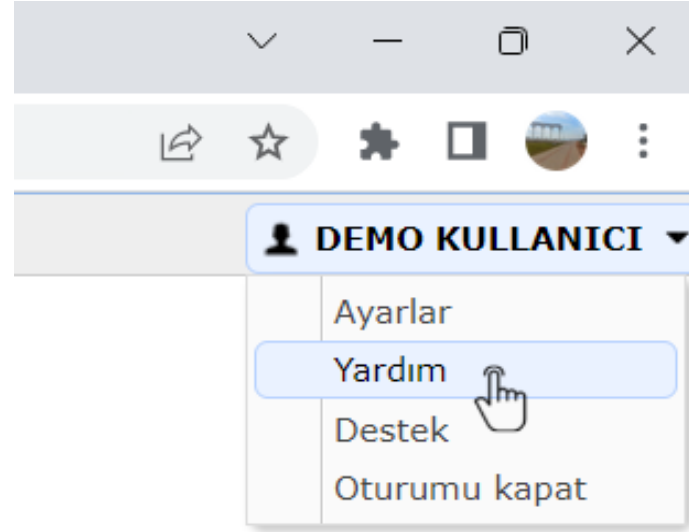 DEMO KULLANICI
Ayarlar
Yardım
Destek
Oturumu kapat